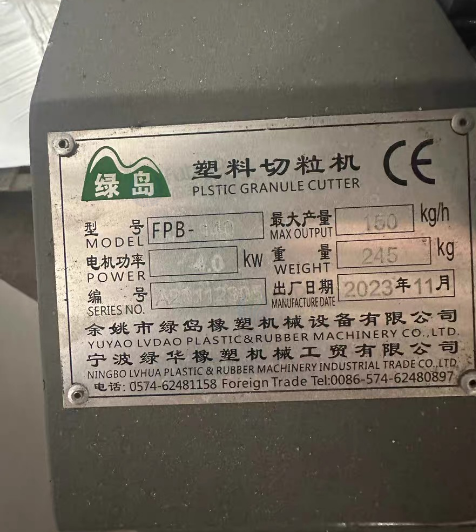 绿岛
塑料切粒机
PLSTIC GRANULE CUTTER
CE
型号 MODEL FPB-140
最大产量 MAX OUTPUT 150 kg/h
电机功率 POWER 4.0 kw
重量 WEIGHT 245 kg
编号 SERIES NO.
出厂日期 MANUFACTURE DATE 2023年11月
余姚市绿岛橡塑机械设备有限公司
YUYAO LVDAO PLASTIC&RUBBER MACHINERY CO.,LTD.
宁波绿华橡塑机械工贸有限公司
NINGBO LVHUA PLASTIC & RUBBER MACHINERY INDUSTRIAL TRADE CO.,LTD.
电话: 0574-62481158 Foreign Trade Tel:0086-574-62480897